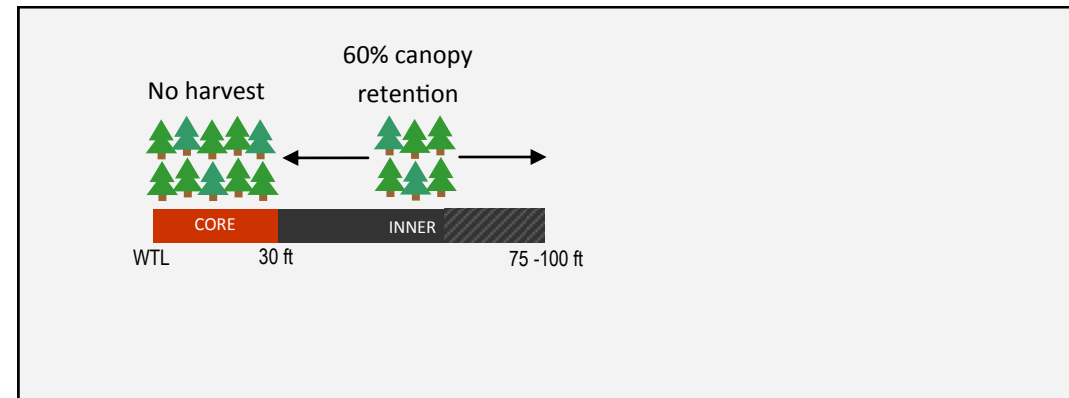 60% canopy
No harvest
retention
CORE
INNER
WTL
30 ft
75 -100 ft